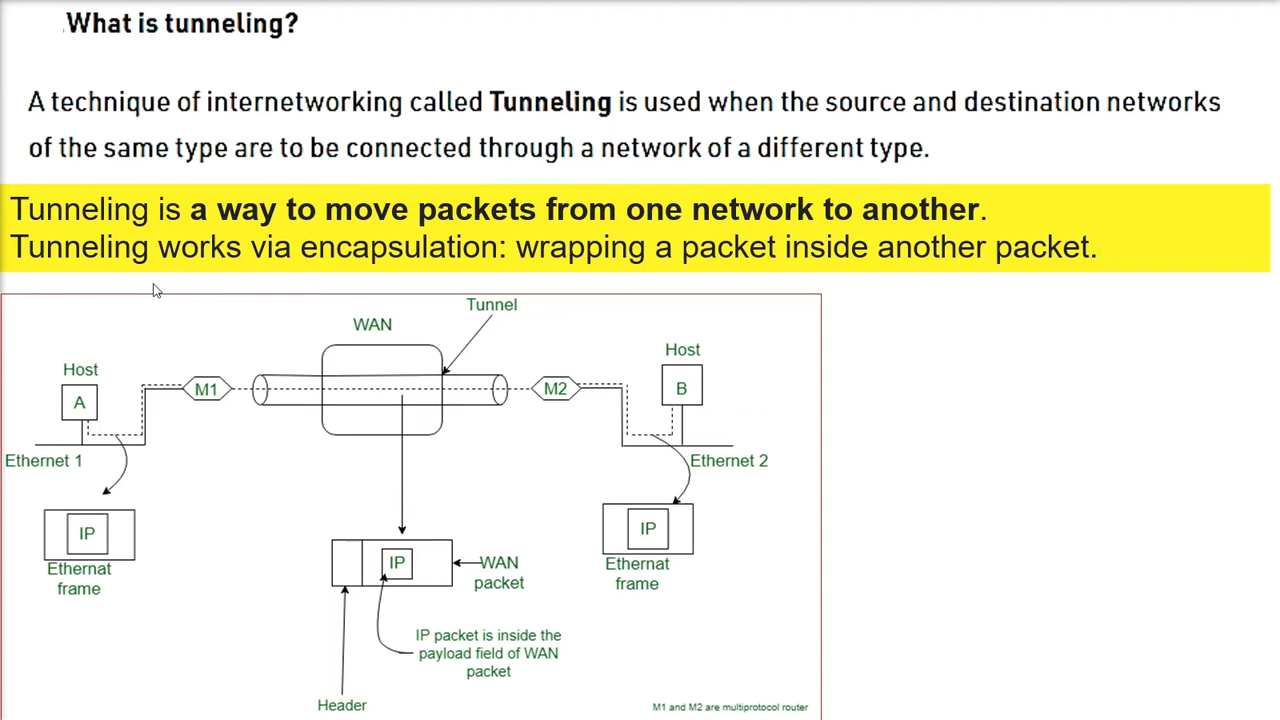 What is tunneling?
A technique of internetworking called Tunneling is used when the source and destination networks
of the same type are to be connected through a network of a different type.
Tunneling is a way to move packets from one network to another.
Tunneling works via encapsulation: wrapping a packet inside another packet.
Tunnel
WAN
Host
Host
A
M1
M2
B
Ethernet 1
Ethernet 2
IP
IP
IP
Ethernat
frame
WAN
packet
Ethernat
frame
IP packet is inside the
payload field of WAN
packet
Header
M1 and M2 are multiprotocol router